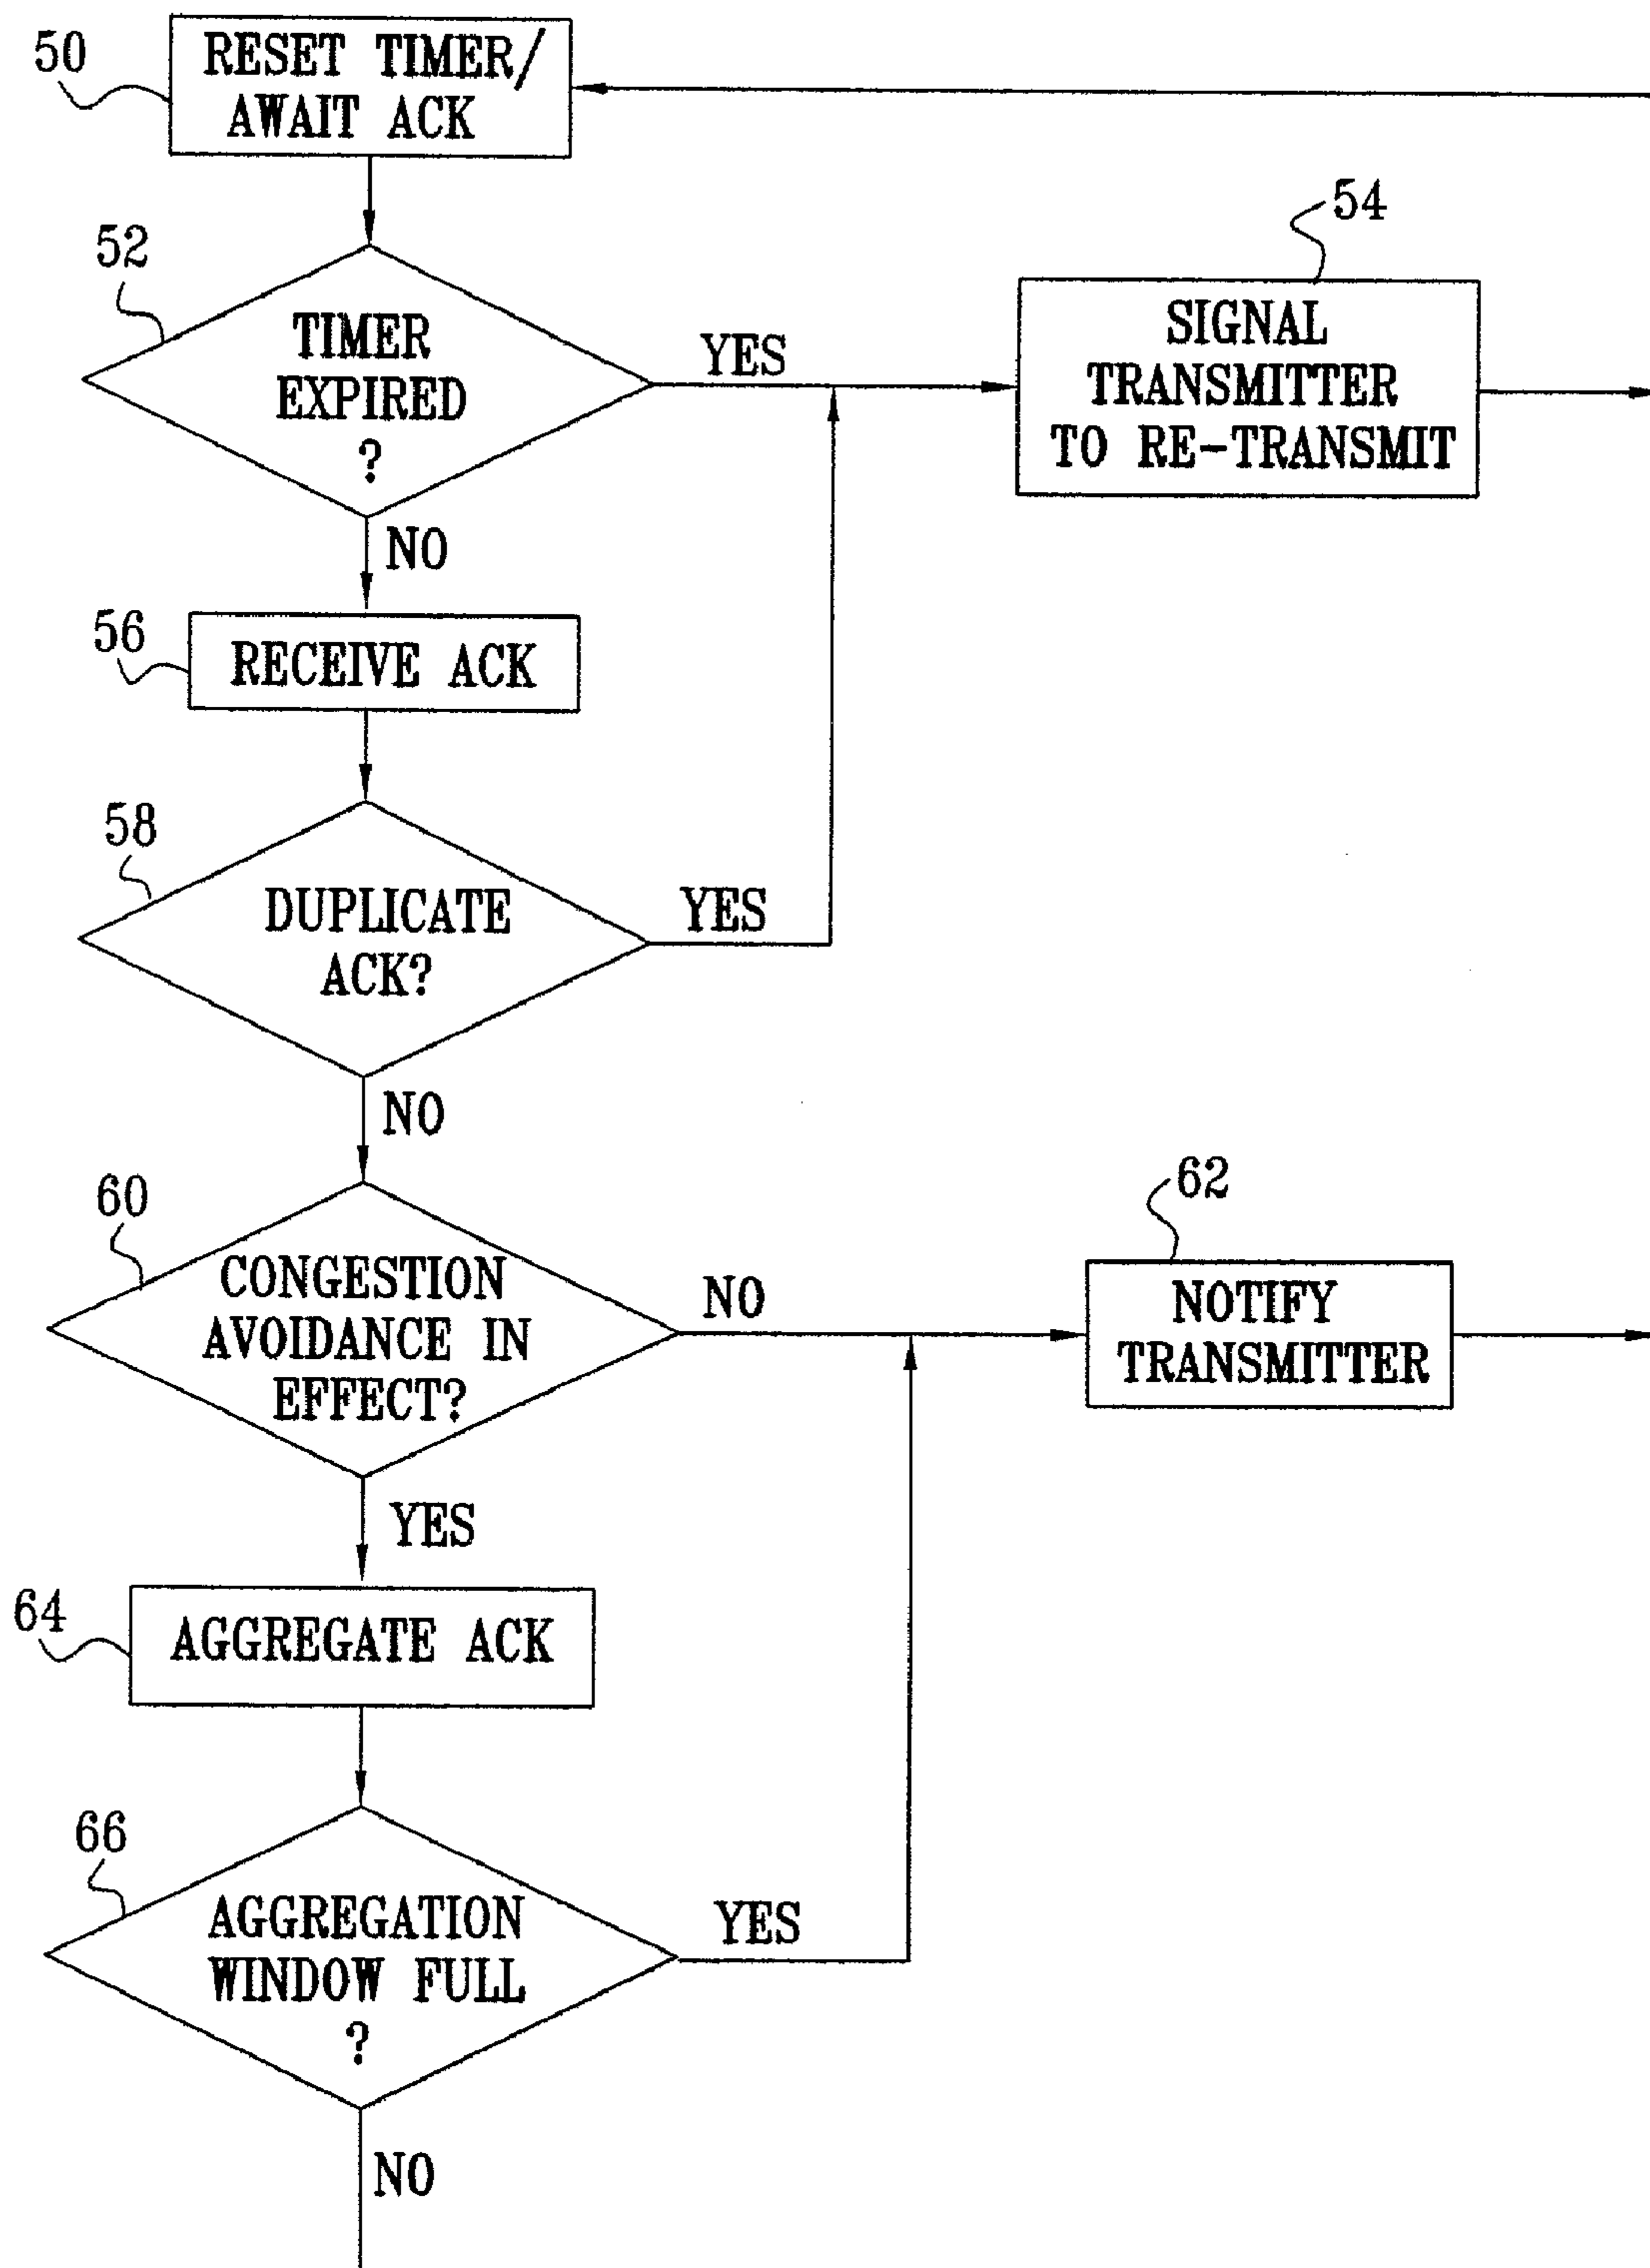 50
RESET TIMER/
AWAIT ACK
54
52
TIMER
EXPIRED
?
YES
SIGNAL
TRANSMITTER
TO RE-TRANSMIT
NO
56
RECEIVE ACK
58
DUPLICATE
ACK?
YES
NO
60
CONGESTION
AVOIDANCE IN
EFFECT?
NO
62
NOTIFY
TRANSMITTER
YES
64
AGGREGATE ACK
66
AGGREGATION
WINDOW FULL
?
YES
NO